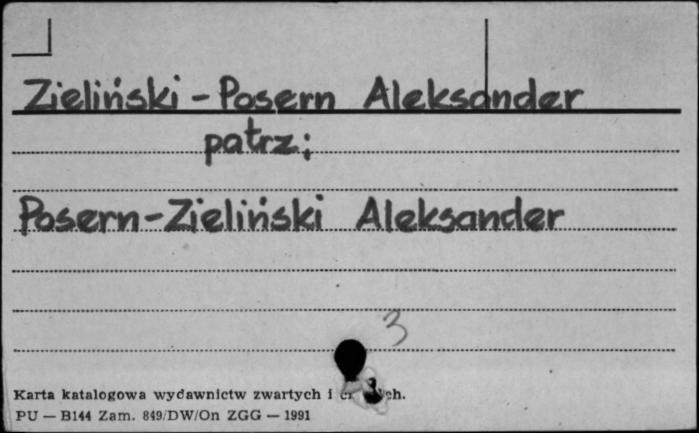 Zieliński - Posern Aleksander
patrz:
Posern-Zieliński Aleksander
3
Karta katalogowa wydawnictw zwartych i
PU — B144 Zam. 849/DW/On ZGG — 1991